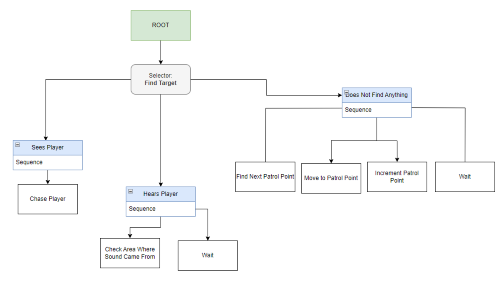 ROOT
Selector:
Find Target
Does Not Find Anything
Sequence
Sees Player
Sequence
Find Next Patrol Point
Move to Patrol Point
Increment Patrol
Point
Wait
Chase Player
Hears Player
Sequence
Check Area Where
Sound Came From
Wait